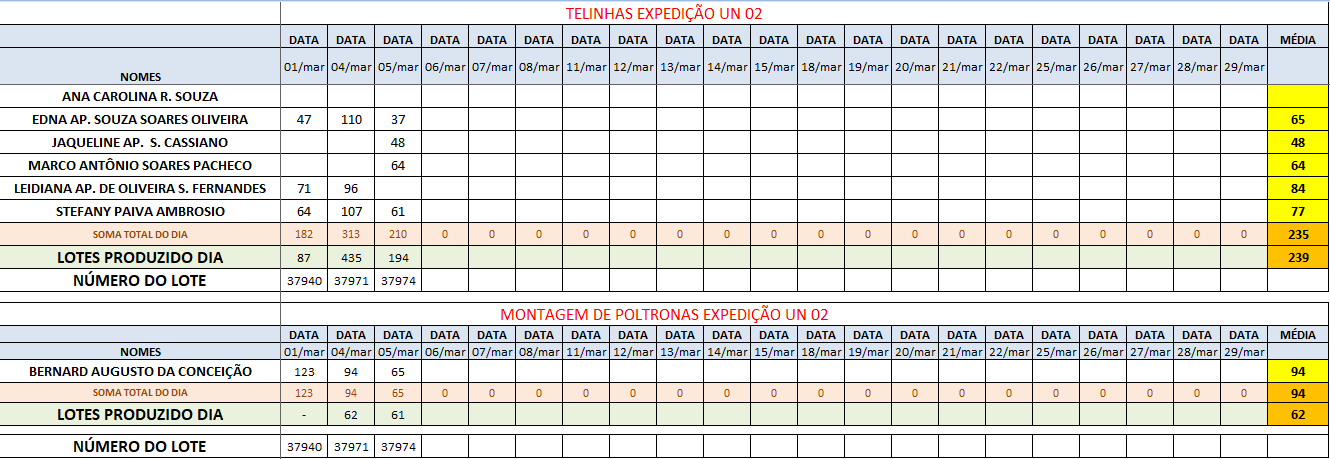 TELINHAS EXPEDIÇÃO UN 02
DATA DATA DATA DATA DATA DATA DATA DATA DATA DATA DATA DATA DATA DATA DATA DATA DATA DATA DATA DATA DATA MÉDIA
NOMES 01/mar 04/mar 05/mar 06/mar 07/mar 08/mar 11/mar 12/mar 13/mar 14/mar 15/mar 18/mar 19/mar 20/mar 21/mar 22/mar 25/mar 26/mar 27/mar 28/mar 29/mar
ANA CAROLINA R. SOUZA
EDNA AP. SOUZA SOARES OLIVEIRA 47 110 37 65
JAQUELINE AP. S. CASSIANO 48 48
MARCO ANTÔNIO SOARES PACHECO 64 64
LEIDIANA AP. DE OLIVEIRA S. FERNANDES 71 96 84
STEFANY PAIVA AMBROSIO 64 107 61 77
SOMA TOTAL DO DIA 182 313 210 0 0 0 0 0 0 0 0 0 0 0 0 0 0 0 0 0 0 235
LOTES PRODUZIDO DIA 87 435 194 239
NÚMERO DO LOTE 37940 37971 37974
MONTAGEM DE POLTRONAS EXPEDIÇÃO UN 02
DATA DATA DATA DATA DATA DATA DATA DATA DATA DATA DATA DATA DATA DATA DATA DATA DATA DATA DATA DATA DATA MÉDIA
NOMES 01/mar 04/mar 05/mar 06/mar 07/mar 08/mar 11/mar 12/mar 13/mar 14/mar 15/mar 18/mar 19/mar 20/mar 21/mar 22/mar 25/mar 26/mar 27/mar 28/mar 29/mar
BERNARD AUGUSTO DA CONCEIÇÃO 123 94 65 94
SOMA TOTAL DO DIA 123 94 65 0 0 0 0 0 0 0 0 0 0 0 0 0 0 0 0 0 0 94
LOTES PRODUZIDO DIA - 62 61 62
NÚMERO DO LOTE 37940 37971 37974